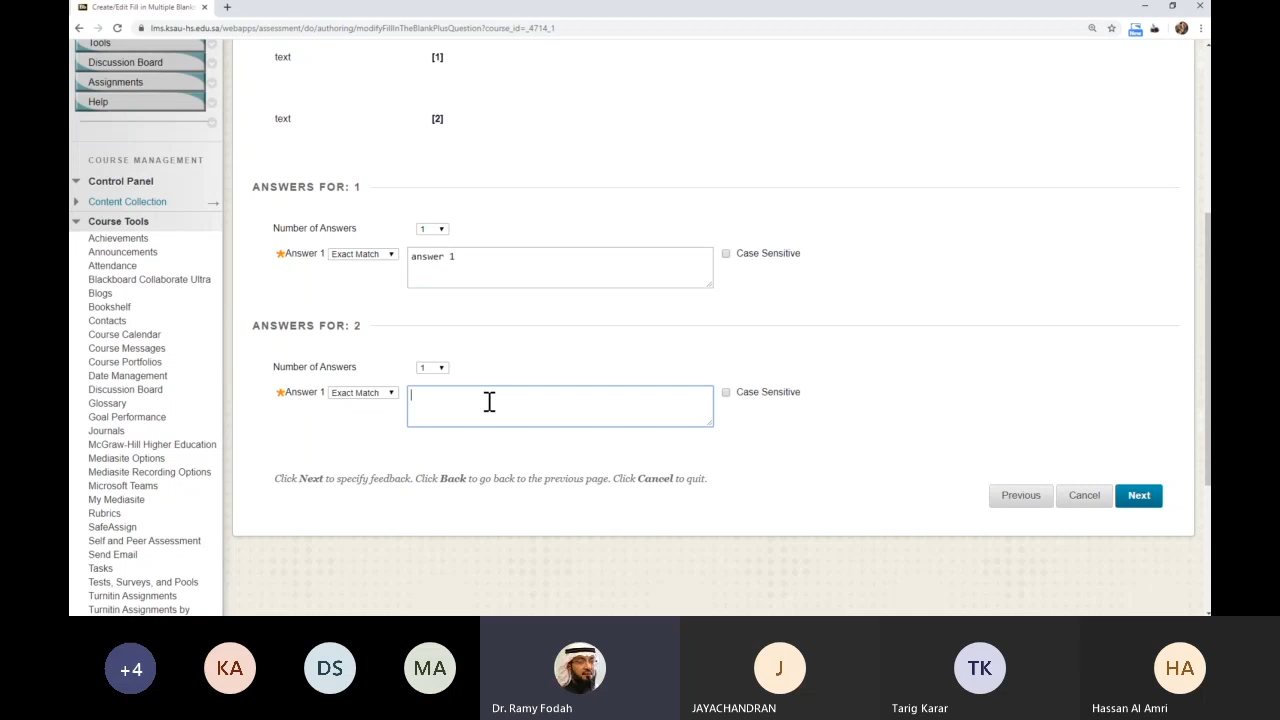 Create/Edit Fill in Multiple Blank
lms.ksau-hs.edu.sa/webapps/assessment/do/authoring/modifyFillInTheBlankPlusQuestion?course_id=_4714_1
New
Tools
Discussion Board
Assignments
Help
COURSE MANAGEMENT
Control Panel
Content Collection
Course Tools
Achievements
Announcements
Attendance
Blackboard Collaborate Ultra
Blogs
Bookshelf
Contacts
Course Calendar
Course Messages
Course Portfolios
Date Management
Discussion Board
Glossary
Goal Performance
Journals
McGraw-Hill Higher Education
Mediasite Options
Mediasite Recording Options
Microsoft Teams
My Mediasite
Rubrics
SafeAssign
Self and Peer Assessment
Send Email
Tasks
Tests, Surveys, and Pools
Turnitin Assignments
Turnitin Assignments by
text [1]
text [2]
ANSWERS FOR: 1
Number of Answers 1
Answer 1 Exact Match answer 1 Case Sensitive
ANSWERS FOR: 2
Number of Answers 1
Answer 1 Exact Match Case Sensitive
Click Next to specify feedback. Click Back to go back to the previous page. Click Cancel to quit.
Previous Cancel Next
+4 KA DS MA J TK HA
Dr. Ramy Fodah JAYACHANDRAN Tarig Karar Hassan Al Amri